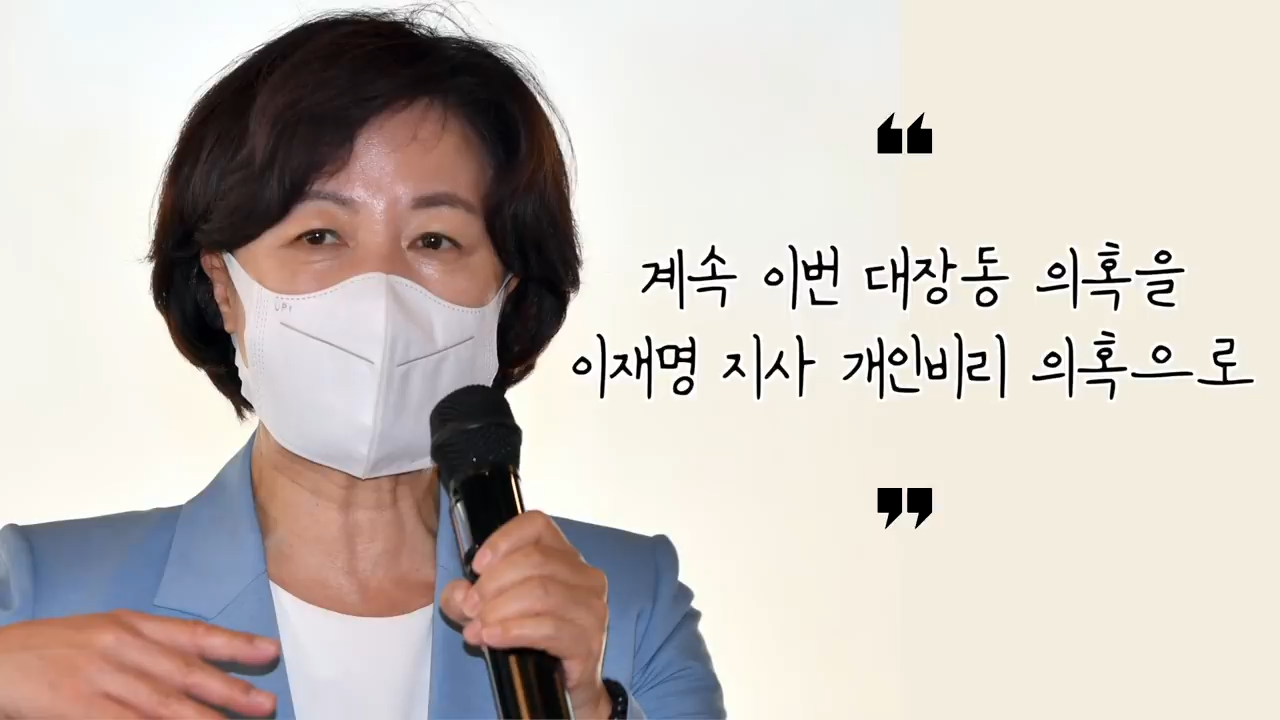 ❝
계속 이번 대장동 의혹을
이재명 지사 개인비리 의혹으로
❞